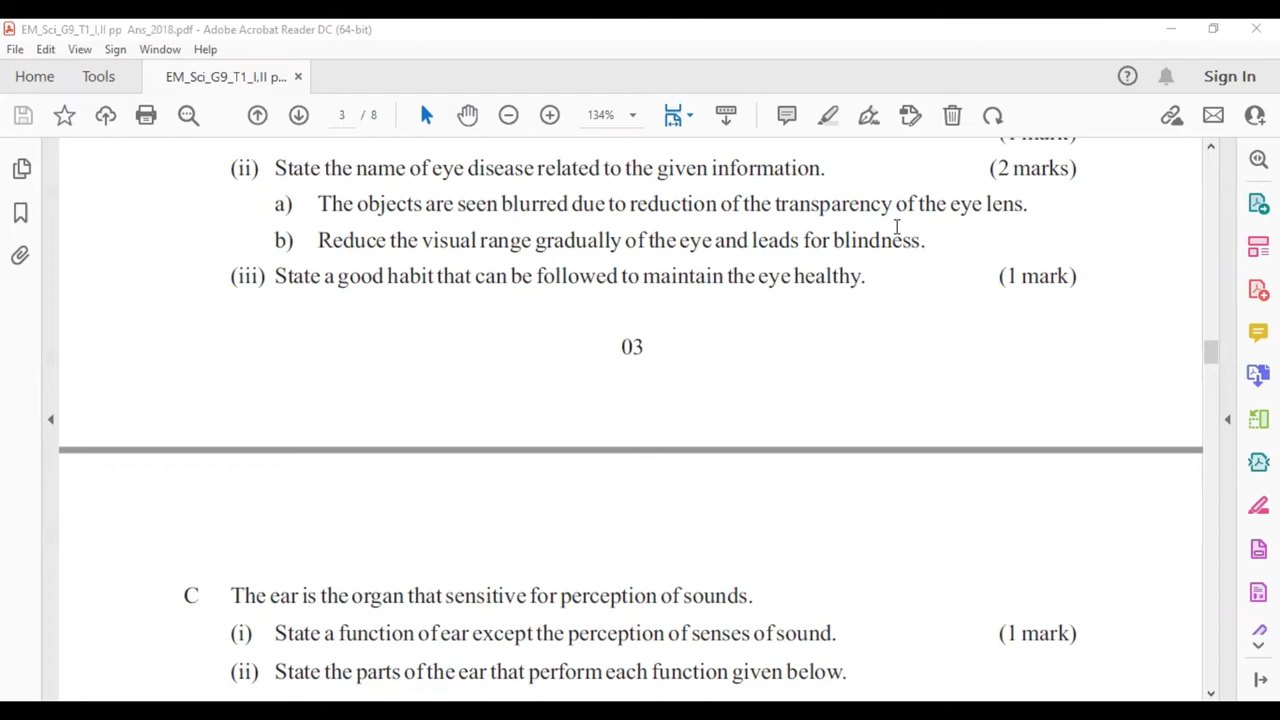 EM_Sci_G9_T1_I,II pp Ans_2018.pdf - Adobe Acrobat Reader DC (64-bit)
File Edit View Sign Window Help
Home Tools EM_Sci_G9_T1_I,II p... × Sign In
3 / 8 134%
(ii) State the name of eye disease related to the given information. (2 marks)
a) The objects are seen blurred due to reduction of the transparency of the eye lens.
b) Reduce the visual range gradually of the eye and leads for blindness.
(iii) State a good habit that can be followed to maintain the eye healthy. (1 mark)
03
C The ear is the organ that sensitive for perception of sounds.
(i) State a function of ear except the perception of senses of sound. (1 mark)
(ii) State the parts of the ear that perform each function given below.